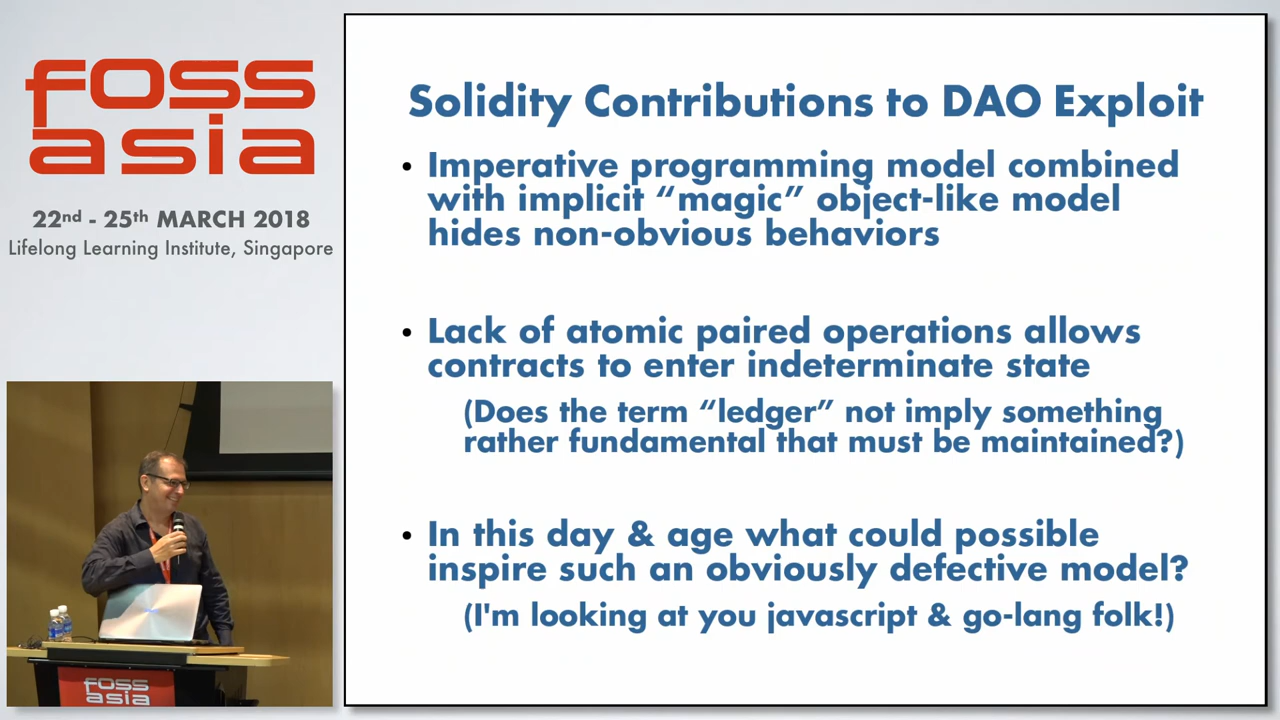 foss
asia
22nd - 25th MARCH 2018
Lifelong Learning Institute, Singapore
Solidity Contributions to DAO Exploit
• Imperative programming model combined
with implicit “magic” object-like model
hides non-obvious behaviors
• Lack of atomic paired operations allows
contracts to enter indeterminate state
(Does the term “ledger” not imply something
rather fundamental that must be maintained?)
• In this day & age what could possible
inspire such an obviously defective model?
(I'm looking at you javascript & go-lang folk!)
foss
asia